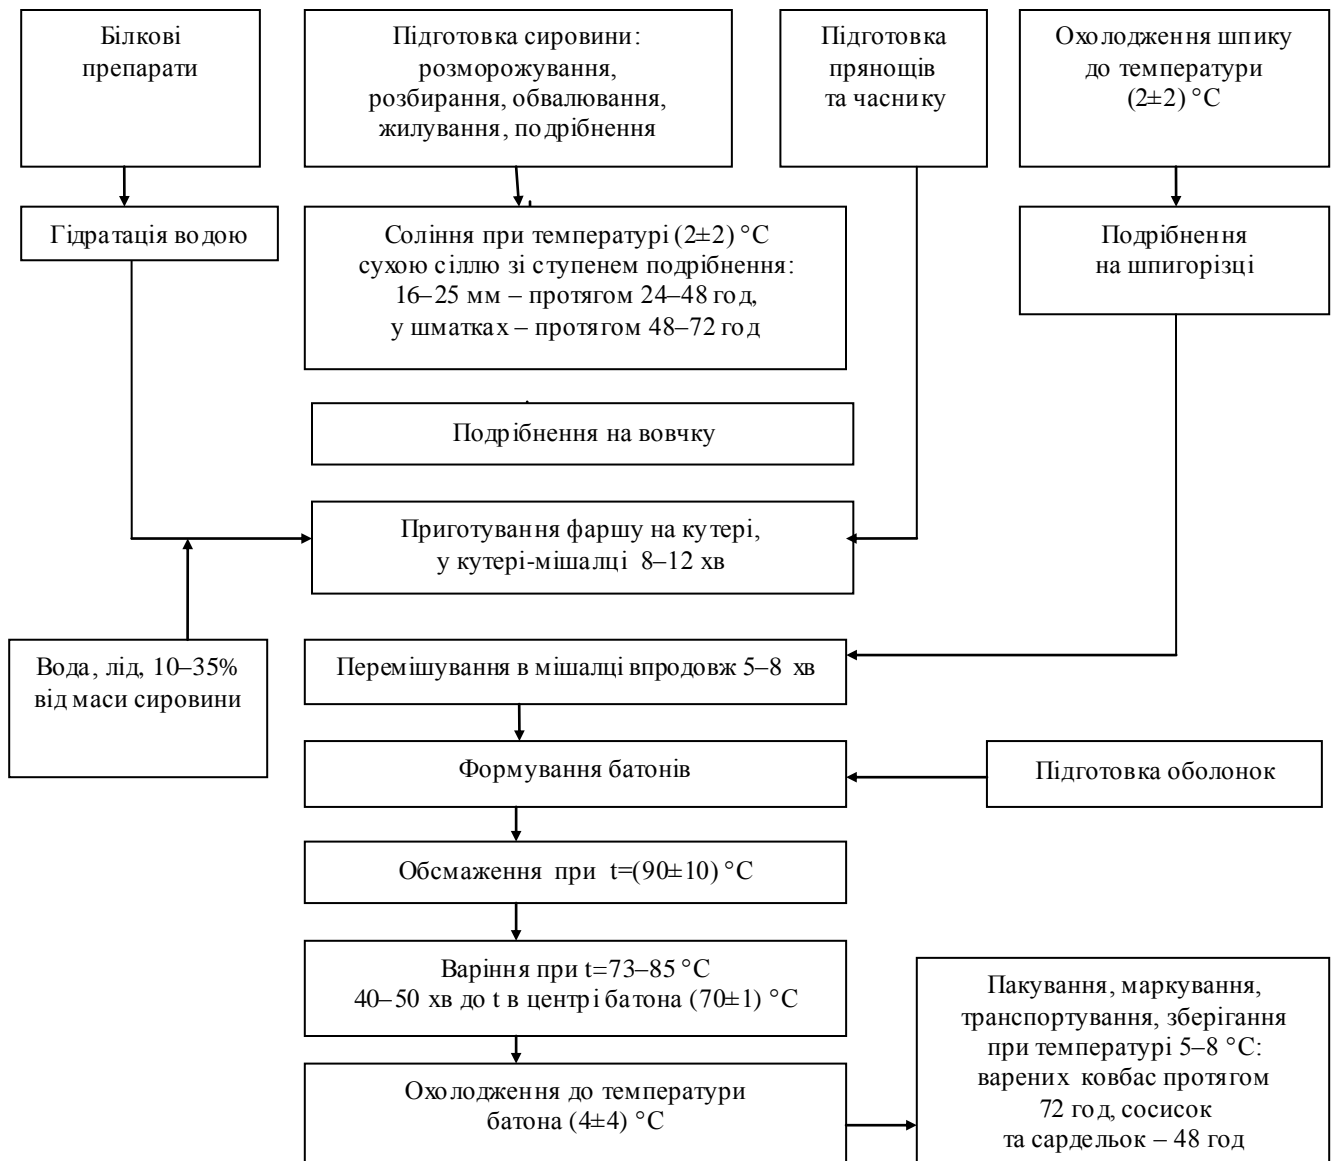 Білкові
препарати
Підготовка сировини:
розморожування,
розбирання, обвалювання,
жилування, подрібнення
Підготовка
прянощів
та часнику
Охолодження шпику
до температури
(2±2) °С
Гідратація водою
Соління при температурі (2±2) °С
сухою сіллю зі ступенем подрібнення:
16–25 мм – протягом 24–48 год,
у шматках – протягом 48–72 год
Подрібнення
на шпигорізці
Подрібнення на вовчку
Приготування фаршу на кутері,
у кутері-мішалці 8–12 хв
Вода, лід, 10–35%
від маси сировини
Перемішування в мішалці впродовж 5–8 хв
Формування батонів
Підготовка оболонок
Обсмаження при t=(90±10) °С
Варіння при t=73–85 °С
40–50 хв до t в центрі батона (70±1) °С
Охолодження до температури
батона (4±4) °С
Пакування, маркування,
транспортування, зберігання
при температурі 5–8 °С:
варених ковбас протягом
72 год, сосисок
та сардельок – 48 год